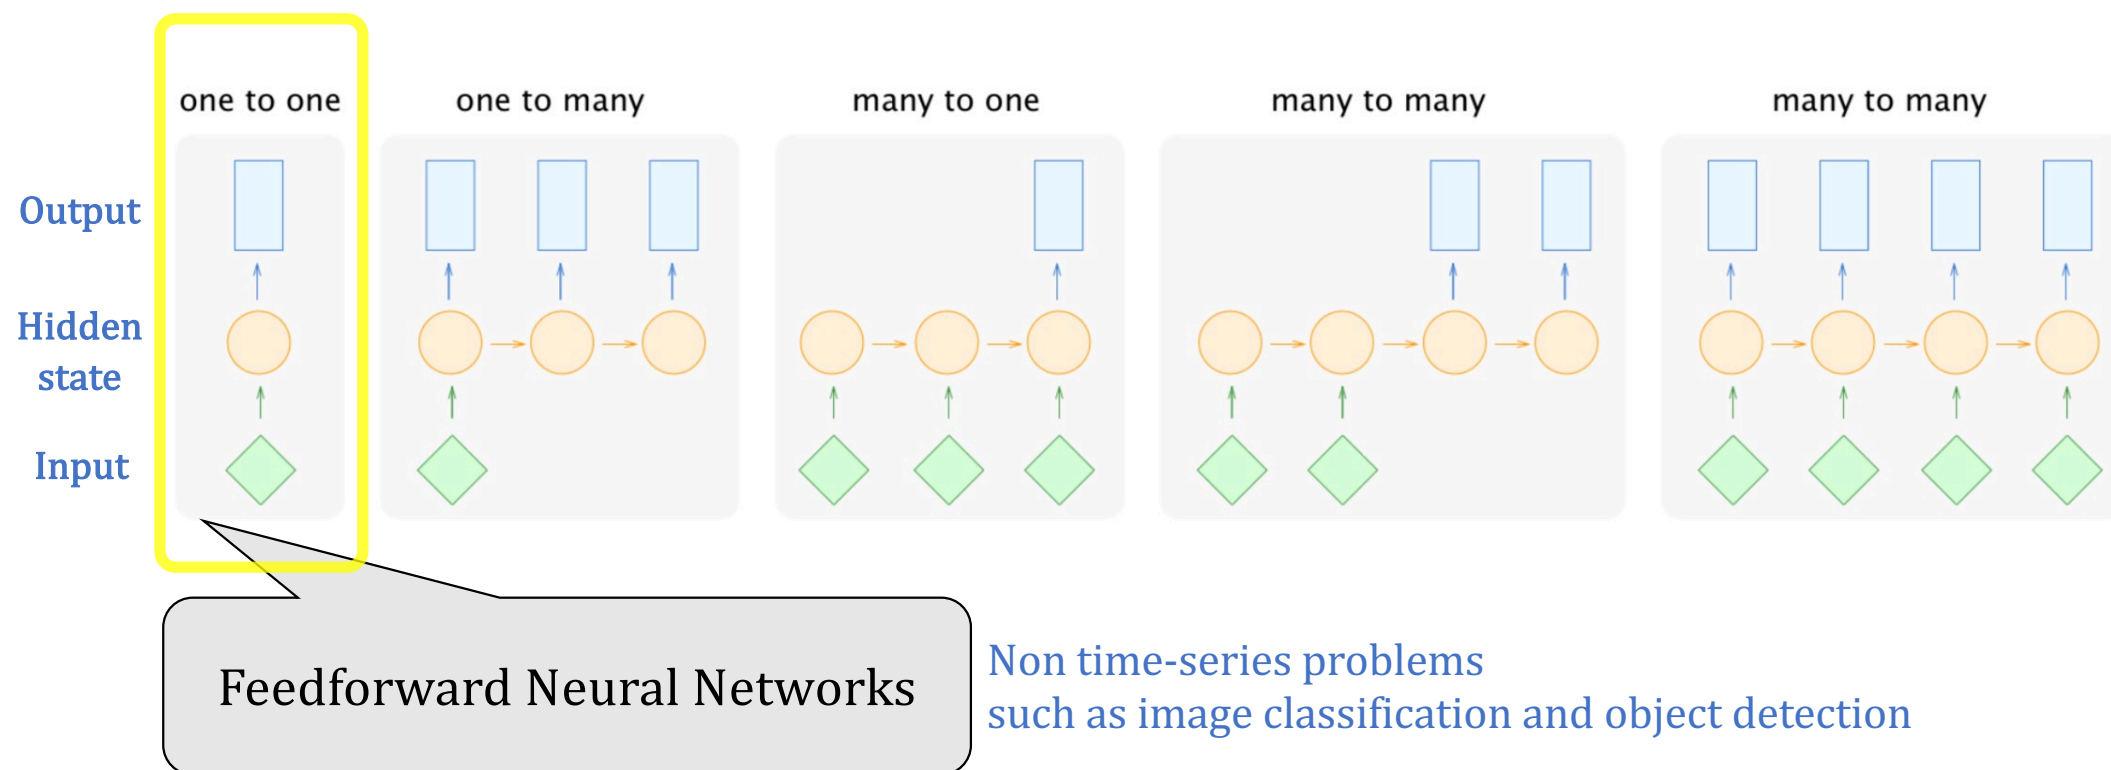 one to one
one to many
many to one
many to many
many to many
Output
Hidden
state
Input
Feedforward Neural Networks
Non time-series problems
such as image classification and object detection